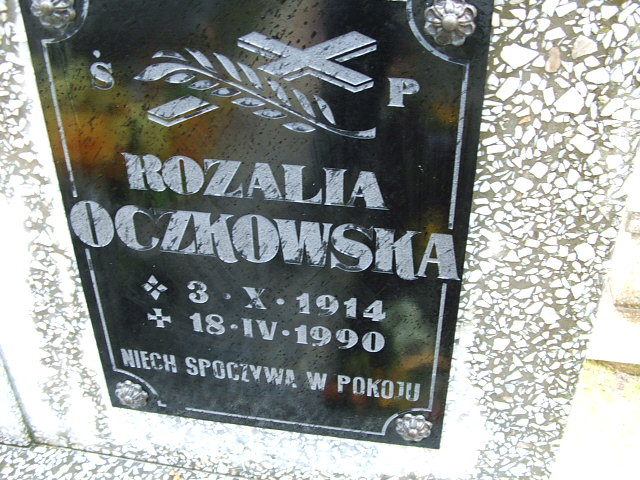 Ś P
ROZALIA
OCZKOWSKA
3·X·1914
18·IV·1990
NIECH SPOCZYWA W POKOJU